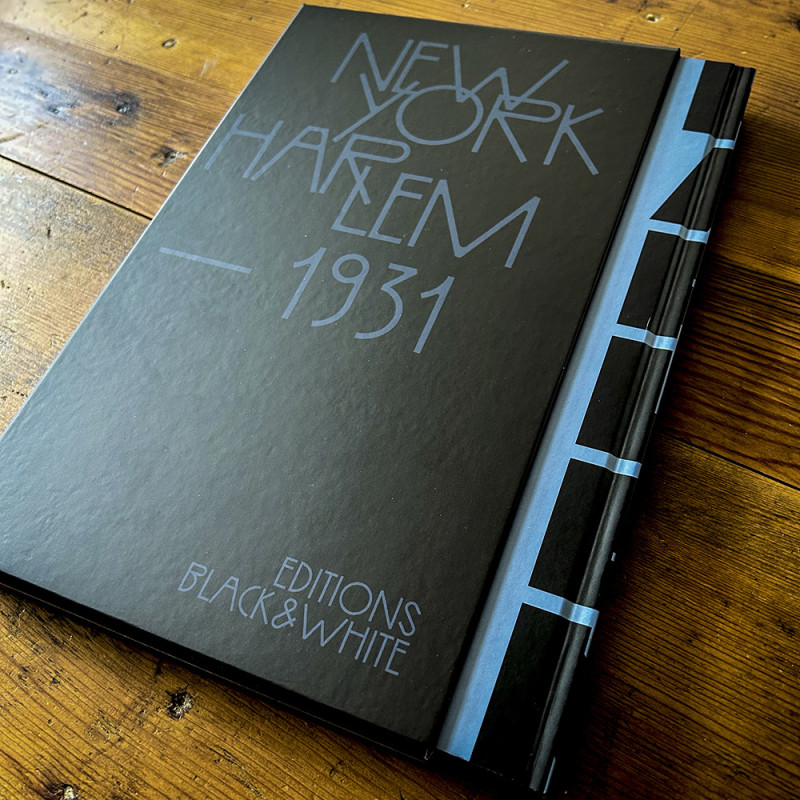 NEW
YORK
HARLEM
— 1931
EDITIONS
BLACK&WHITE